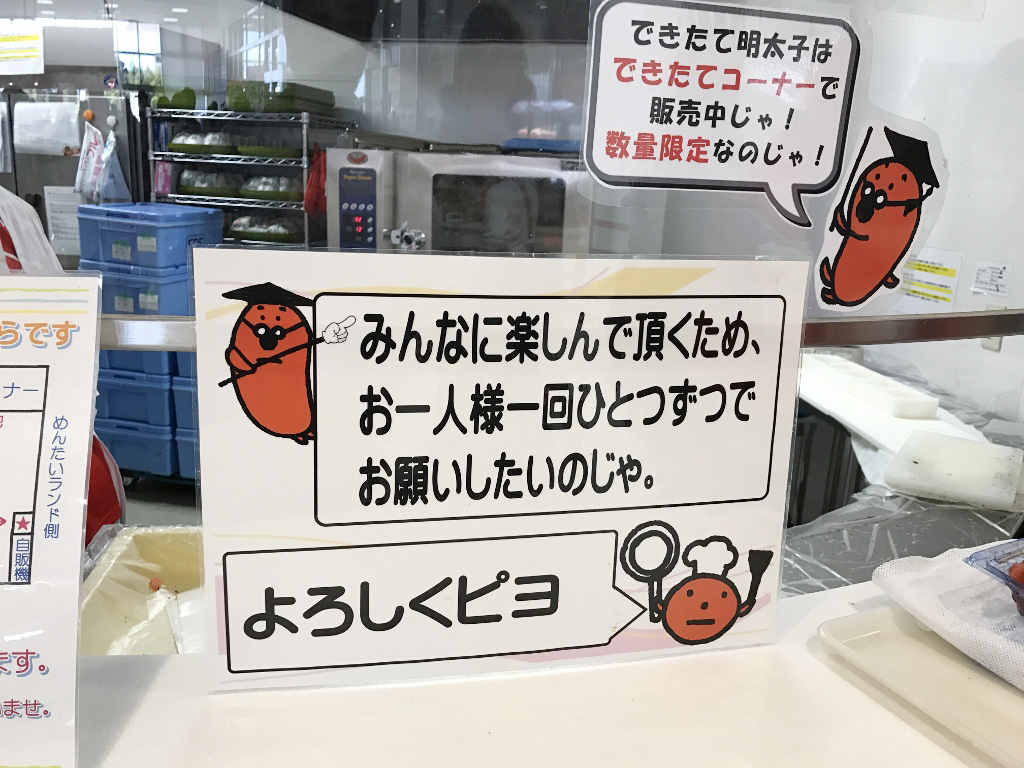 できたて明太子は
できたてコーナーで
販売中じゃ！
数量限定なのじゃ！
みんなに楽しんで頂くため、
お一人様一回ひとつずつで
お願いしたいのじゃ。
よろしくピヨ
らです
ナー
めんたいランド側
★
自販機
ます。
ませ。